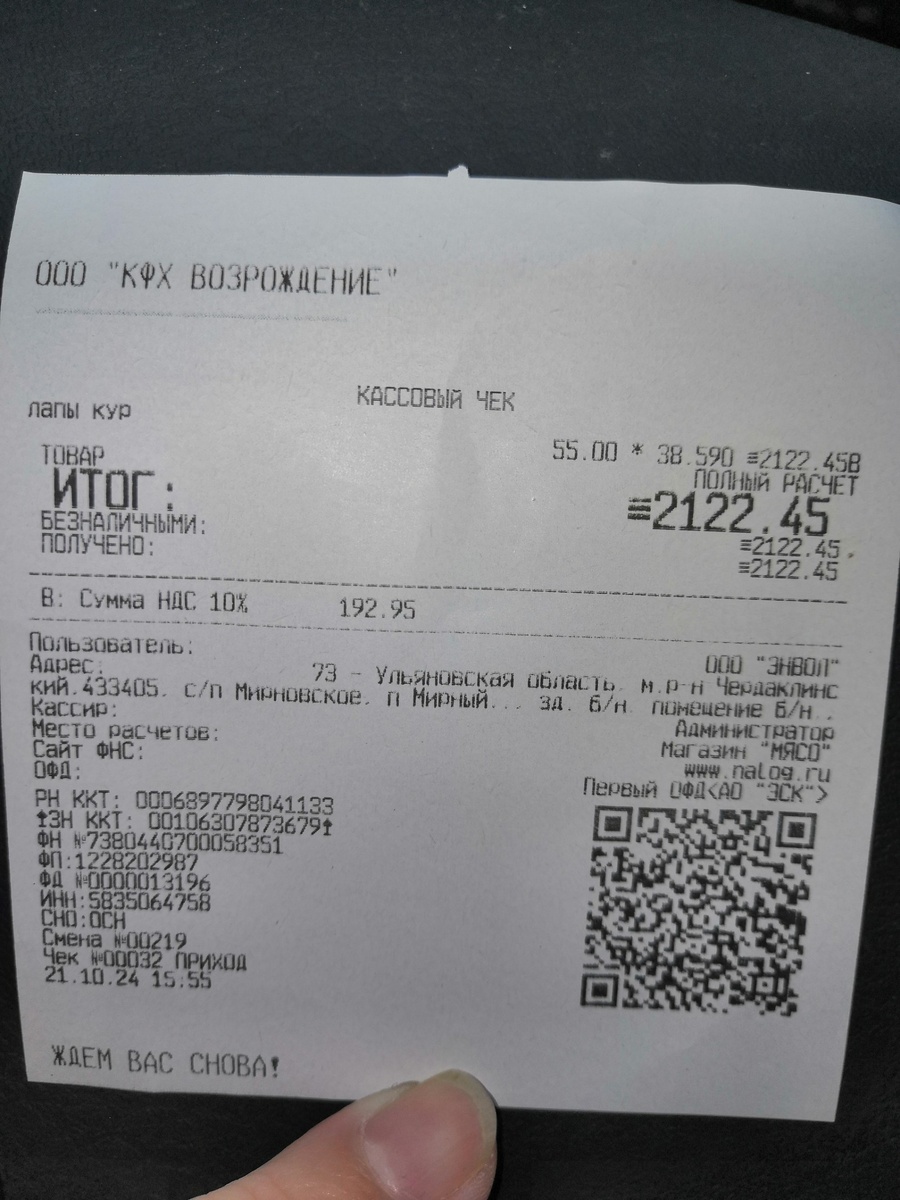 ООО "КФХ ВОЗРОЖДЕНИЕ"
КАССОВЫЙ ЧЕК
лапы кур
55.00 * 38.590 ≡2122.45В
ТОВАР ПОЛНЫЙ РАСЧЕТ
ИТОГ: ≡2122.45
БЕЗНАЛИЧНЫМИ: ≡2122.45
ПОЛУЧЕНО: ≡2122.45
В: Сумма НДС 10% 192.95
Пользователь: ООО "ЭНВОЛ"
Адрес: 73 - Ульяновская область, м.р-н Чердаклинс
кий,433405, с/п Мирновское, п Мирный... зд. б/н, помещение б/н.,
Кассир: Администратор
Место расчетов: Магазин "МЯСО"
Сайт ФНС: www.nalog.ru
ОФД: Первый ОФД<АО "ЭСК">
РН ККТ: 0006897798041133
ЗН ККТ: 00106307873679
ФН №7380440700058351
ФП:1228202987
ФД №0000013196
ИНН:5835064758
СНО:ОСН
Смена №00219
Чек №00032 ПРИХОД
21.10.24 15:55
ЖДЕМ ВАС СНОВА!